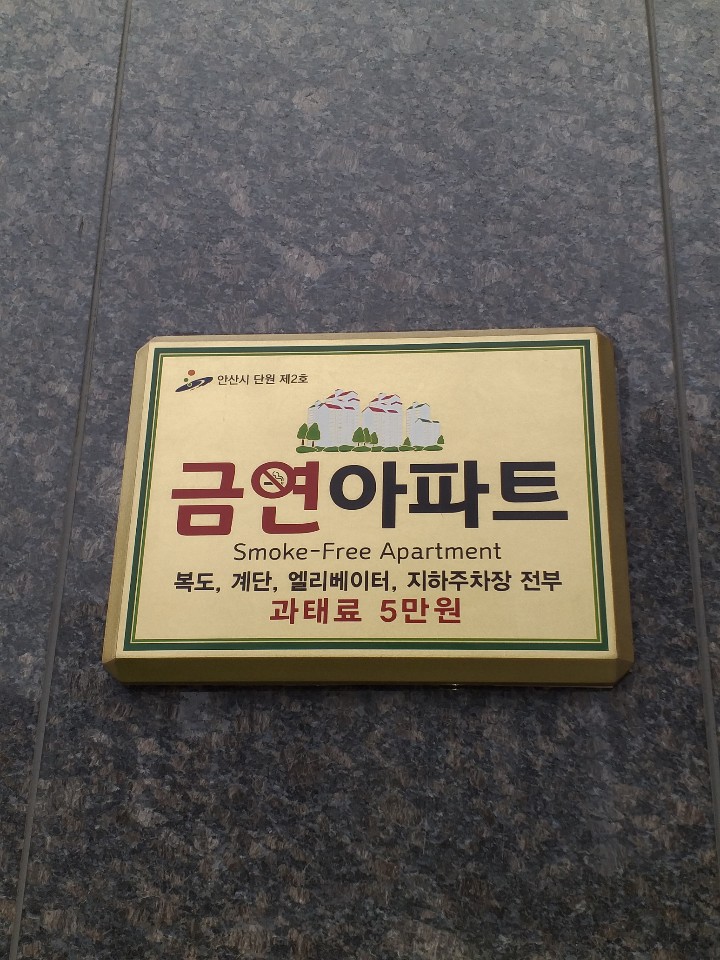 안산시 단원 제2호
금연아파트
Smoke-Free Apartment
복도, 계단, 엘리베이터, 지하주차장 전부
과태료 5만원